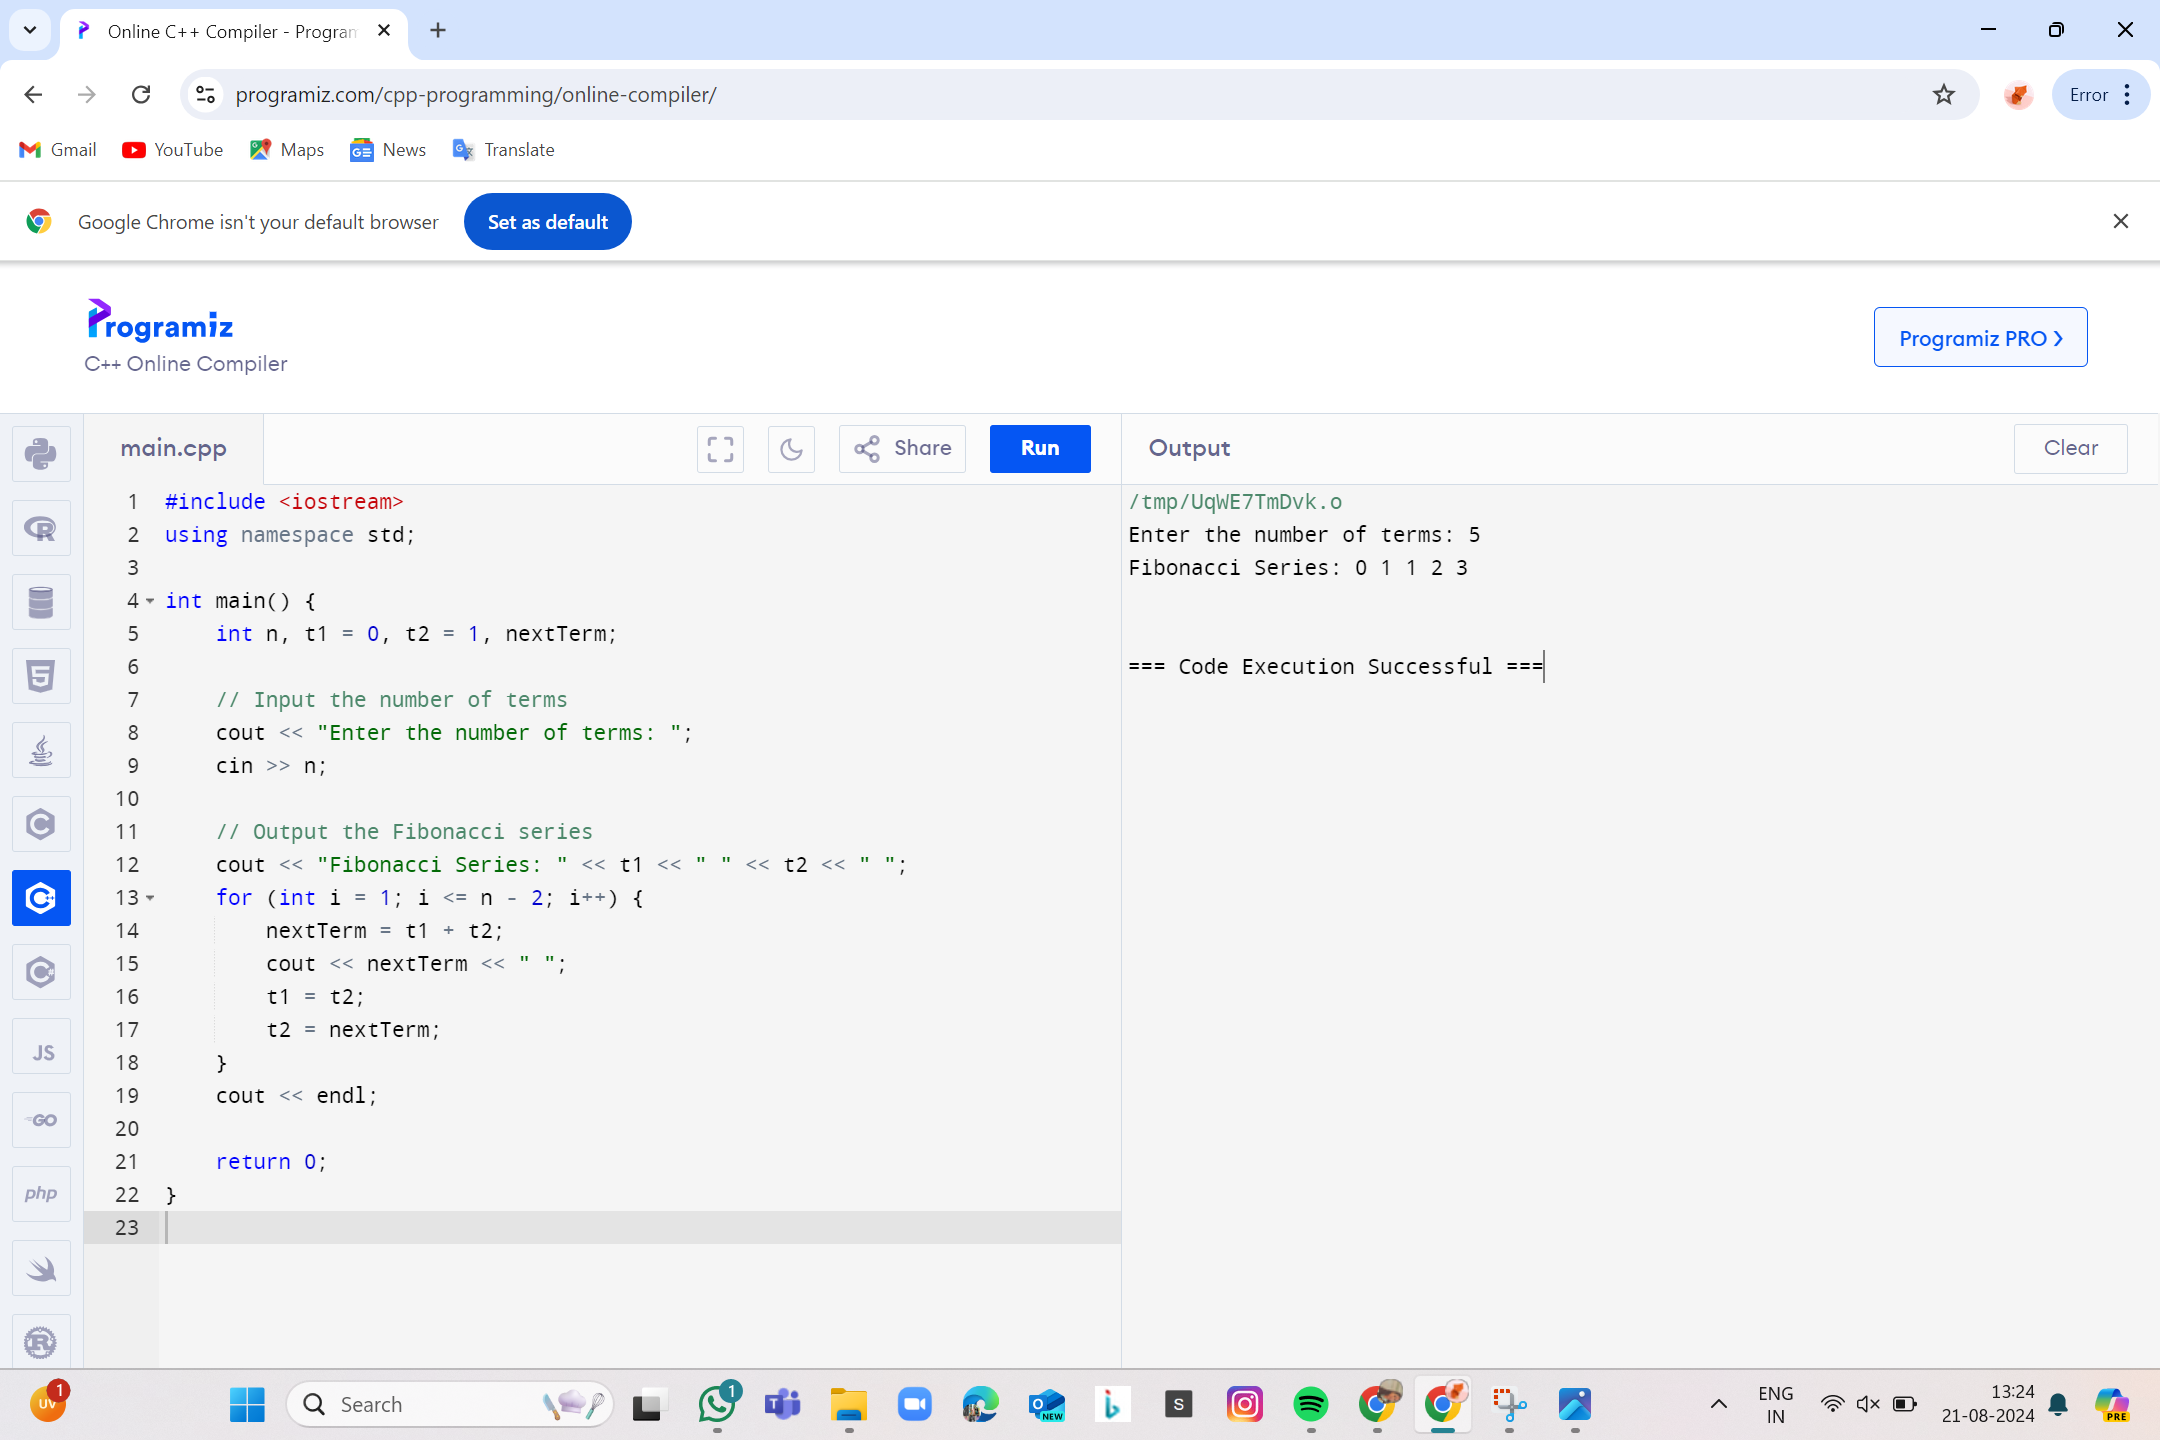 Online C++ Compiler - Program
programiz.com/cpp-programming/online-compiler/
Error
Gmail
YouTube
Maps
News
Translate
Google Chrome isn't your default browser
Set as default
Programiz
C++ Online Compiler
Programiz PRO
main.cpp
Share
Run
Output
Clear
1 #include <iostream>
2 using namespace std;
3
4 int main() {
5     int n, t1 = 0, t2 = 1, nextTerm;
6
7     // Input the number of terms
8     cout << "Enter the number of terms: ";
9     cin >> n;
10
11     // Output the Fibonacci series
12     cout << "Fibonacci Series: " << t1 << " " << t2 << " ";
13     for (int i = 1; i <= n - 2; i++) {
14         nextTerm = t1 + t2;
15         cout << nextTerm << " ";
16         t1 = t2;
17         t2 = nextTerm;
18     }
19     cout << endl;
20
21     return 0;
22 }
23
/tmp/UqWE7TmDvk.o
Enter the number of terms: 5
Fibonacci Series: 0 1 1 2 3
=== Code Execution Successful ===
R
5
C
C++
C#
JS
GO
php
R
UV
1
Search
1
T
O
NEW
b
S
ENG
IN
13:24
21-08-2024
PRE